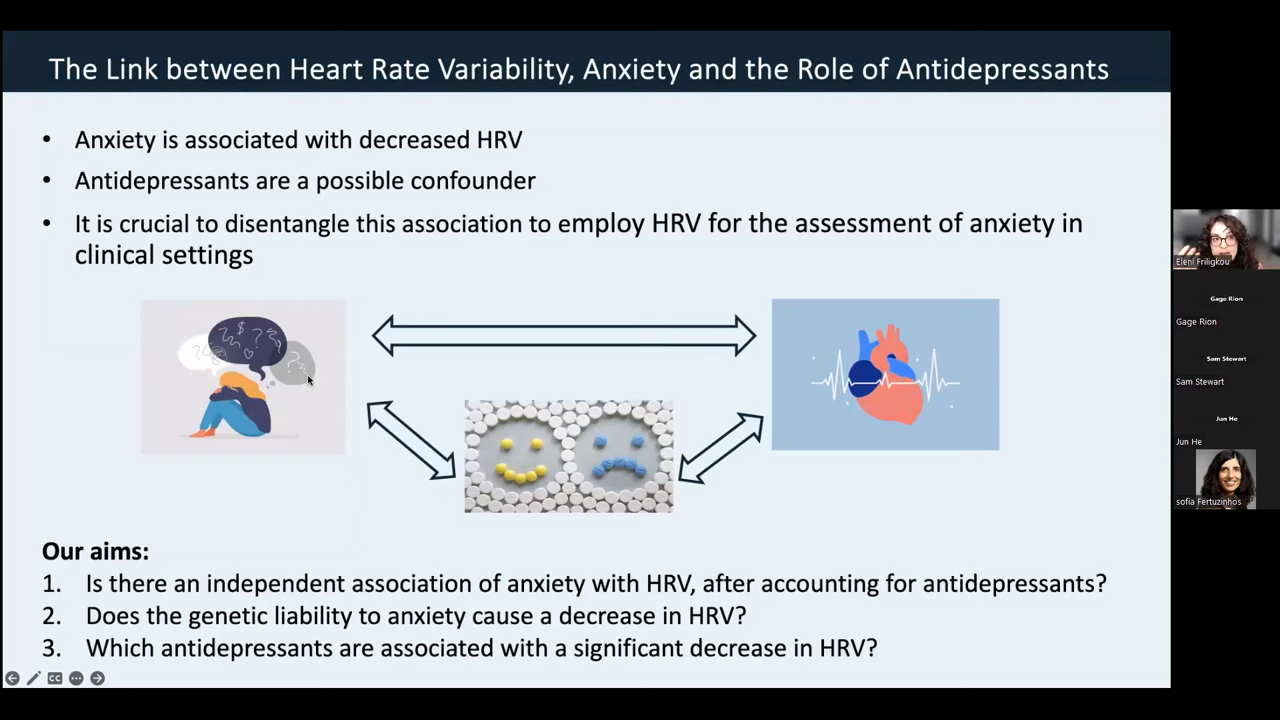 The Link between Heart Rate Variability, Anxiety and the Role of Antidepressants
• Anxiety is associated with decreased HRV
• Antidepressants are a possible confounder
• It is crucial to disentangle this association to employ HRV for the assessment of anxiety in
clinical settings
Our aims:
1. Is there an independent association of anxiety with HRV, after accounting for antidepressants?
2. Does the genetic liability to anxiety cause a decrease in HRV?
3. Which antidepressants are associated with a significant decrease in HRV?
CC
Eleni Friligkou
Gage Rion
Gage Rion
Sam Stewart
Sam Stewart
Jun He
Jun He
sofia Fertuzinhos